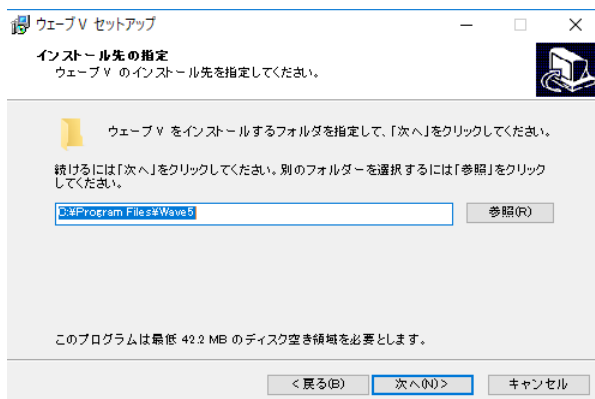 ウェーブV セットアップ
インストール先の指定
ウェーブV のインストール先を指定してください。
ウェーブV をインストールするフォルダを指定して、「次へ」をクリックしてください。
続けるには「次へ」をクリックしてください。別のフォルダーを選択するには「参照」をクリック
してください。
C:¥Program Files¥Wave5
参照(R)
このプログラムは最低 42.2 MB のディスク空き領域を必要とします。
< 戻る(B)
次へ(N) >
キャンセル